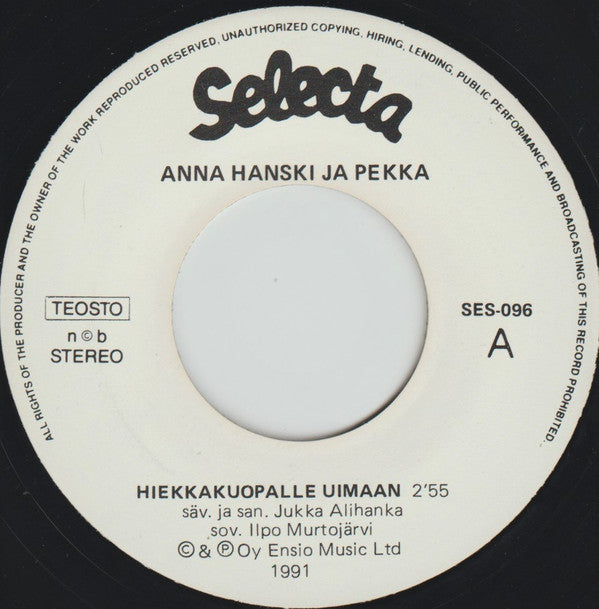 ALL RIGHTS OF THE PRODUCER AND THE OWNER OF THE WORK REPRODUCED RESERVED. UNAUTHORIZED COPYING, HIRING, LENDING, PUBLIC PERFORMANCE AND BROADCASTING OF THIS RECORD PROHIBITED.
Selecta
ANNA HANSKI JA PEKKA
TEOSTO
n©b
STEREO
SES-096
A
HIEKKAKUOPALLE UIMAAN 2'55
säv. ja san. Jukka Alihanka
sov. Ilpo Murtojärvi
©&℗Oy Ensio Music Ltd
1991